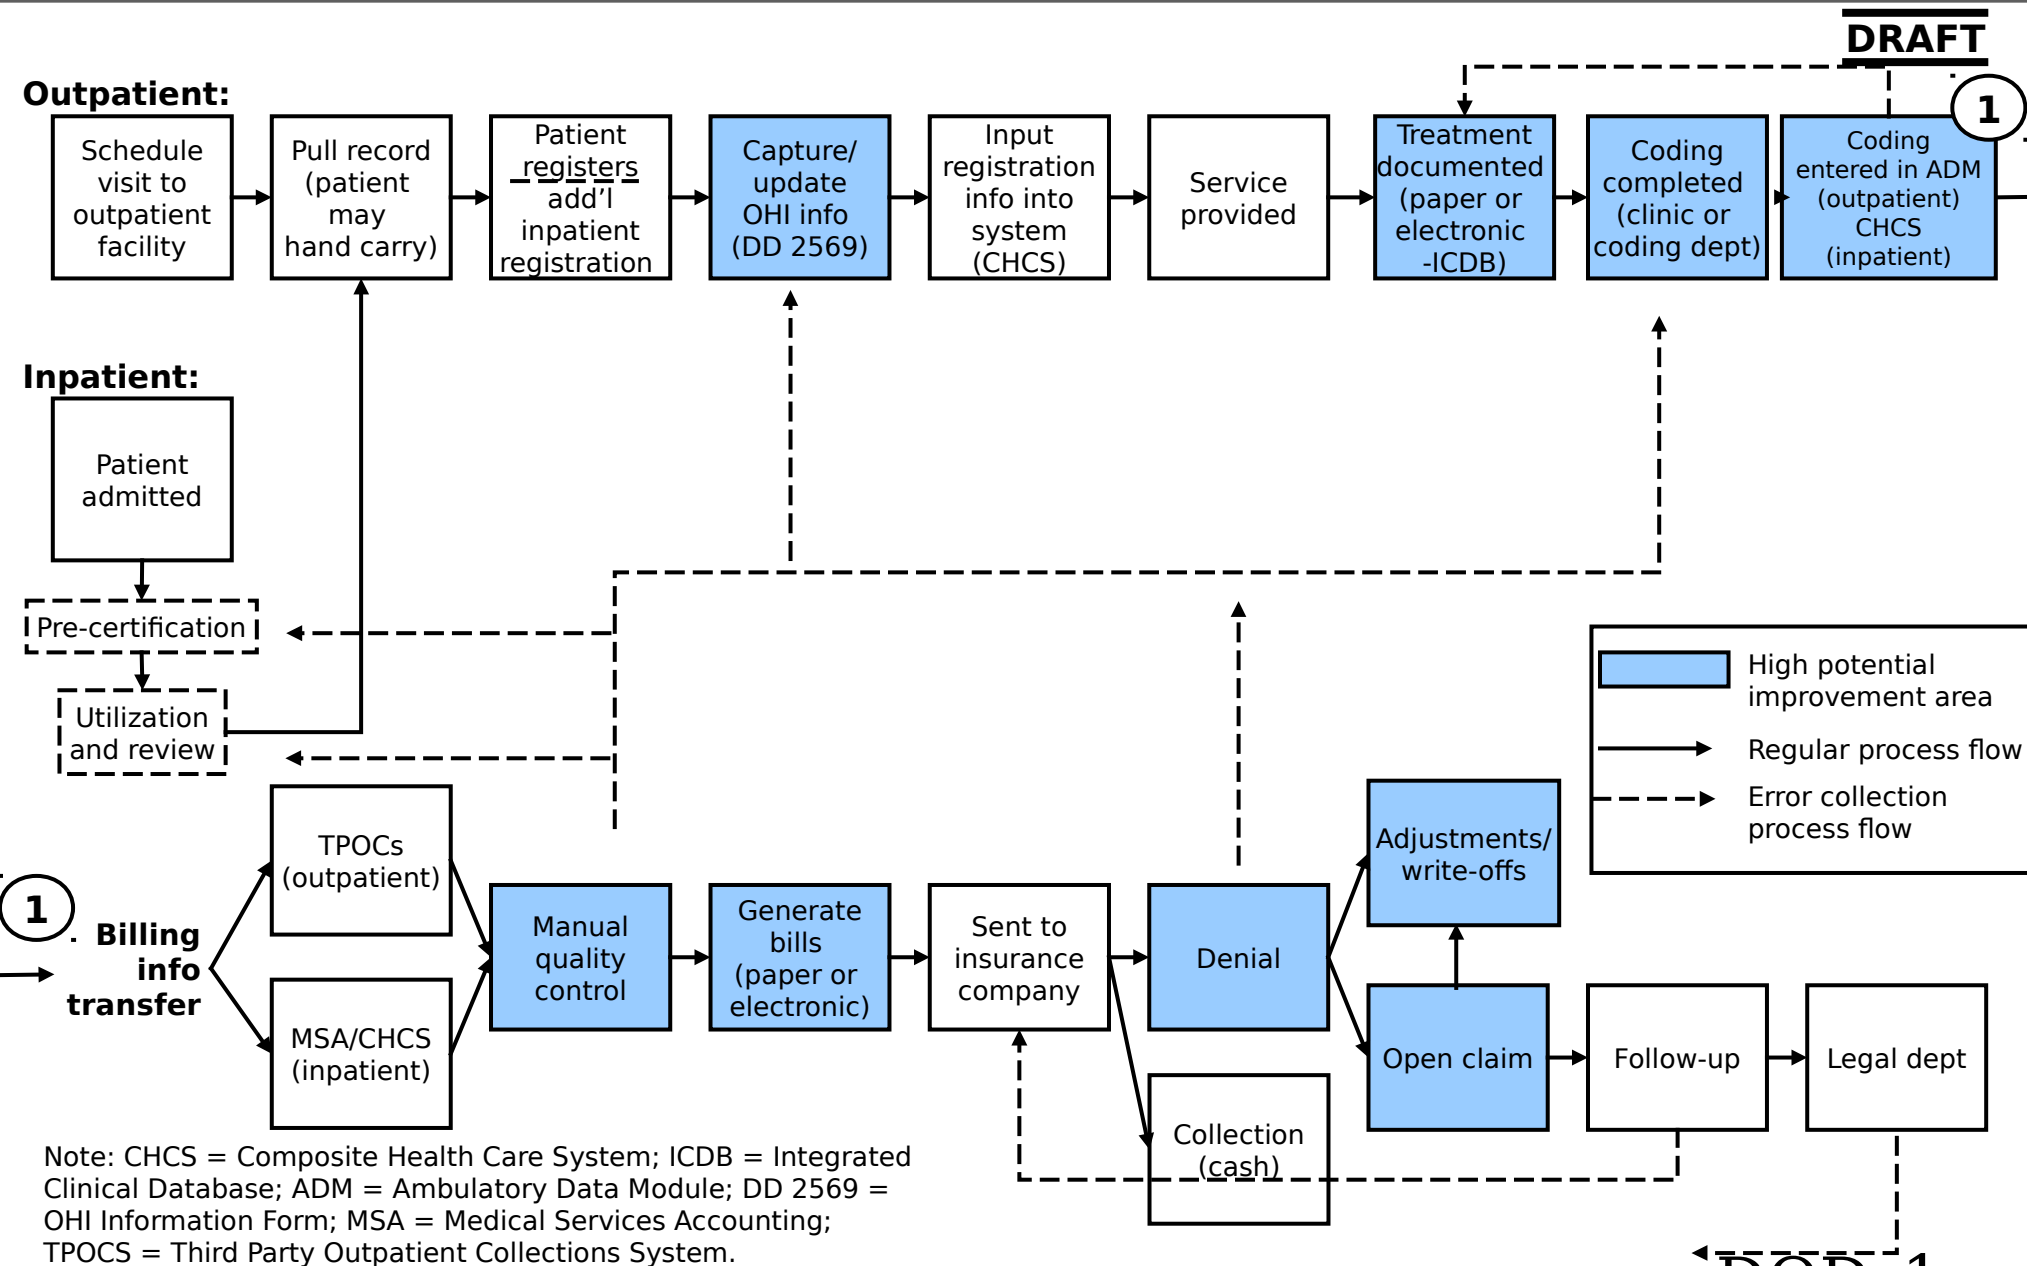 DRAFT
1
Outpatient:
Schedule
visit to
outpatient
facility
Pull record
(patient
may
hand carry)
Patient
registers
add’l
inpatient
registration
Capture/
update
OHI info
(DD 2569)
Input
registration
info into
system
(CHCS)
Service
provided
Treatment
documented
(paper or
electronic
-ICDB)
Coding
completed
(clinic or
coding dept)
Coding
entered in ADM
(outpatient)
CHCS
(inpatient)
Inpatient:
Patient
admitted
Pre-certification
Utilization
and review
High potential
improvement area
Regular process flow
Error collection
process flow
1
Billing
info
transfer
TPOCs
(outpatient)
MSA/CHCS
(inpatient)
Manual
quality
control
Generate
bills
(paper or
electronic)
Sent to
insurance
company
Denial
Collection
(cash)
Adjustments/
write-offs
Open claim
Follow-up
Legal dept
Note: CHCS = Composite Health Care System; ICDB = Integrated
Clinical Database; ADM = Ambulatory Data Module; DD 2569 =
OHI Information Form; MSA = Medical Services Accounting;
TPOCS = Third Party Outpatient Collections System.